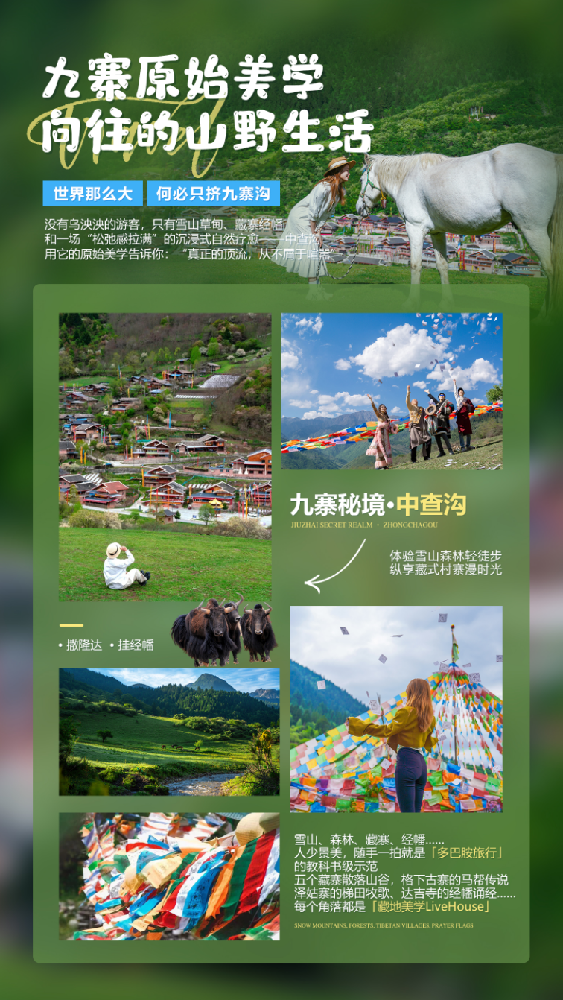 九寨原始美学
Travel
向往的山野生活
世界那么大 何必只挤九寨沟
没有乌泱泱的游客，只有雪山草甸、藏寨经幡
和一场“松弛感拉满”的沉浸式自然疗愈——中查沟
用它的原始美学告诉你：“真正的顶流，从不屑于喧嚣”
九寨秘境·中查沟
JIUZHAI SECRET REALM · ZHONGCHAGOU
体验雪山森林轻徒步
纵享藏式村寨漫时光
• 撒隆达 • 挂经幡
雪山、森林、藏寨、经幡……
人少景美，随手一拍就是「多巴胺旅行」
的教科书级示范
五个藏寨散落山谷，格下古寨的马帮传说
泽姑寨的梯田牧歌、达吉寺的经幡诵经……
每个角落都是「藏地美学LiveHouse」
SNOW MOUNTAINS, FORESTS, TIBETAN VILLAGES, PRAYER FLAGS